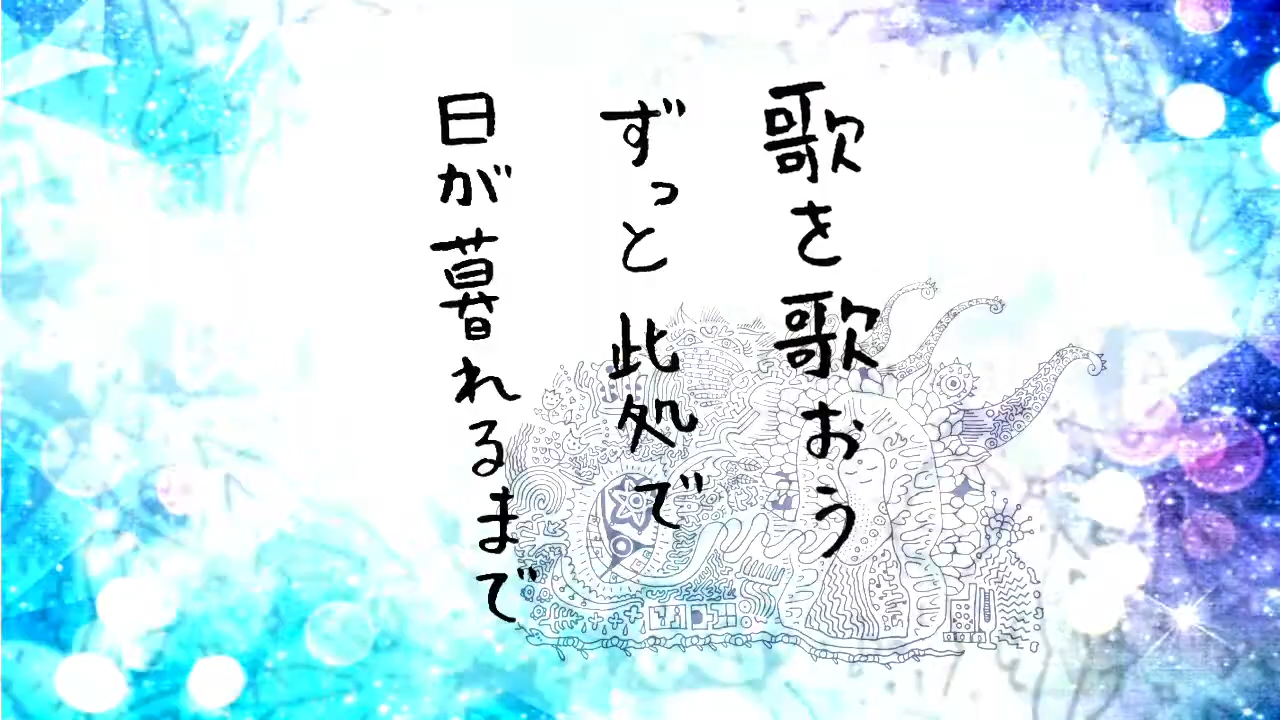 歌を歌おう
ずっと此処で
日が暮れるまで